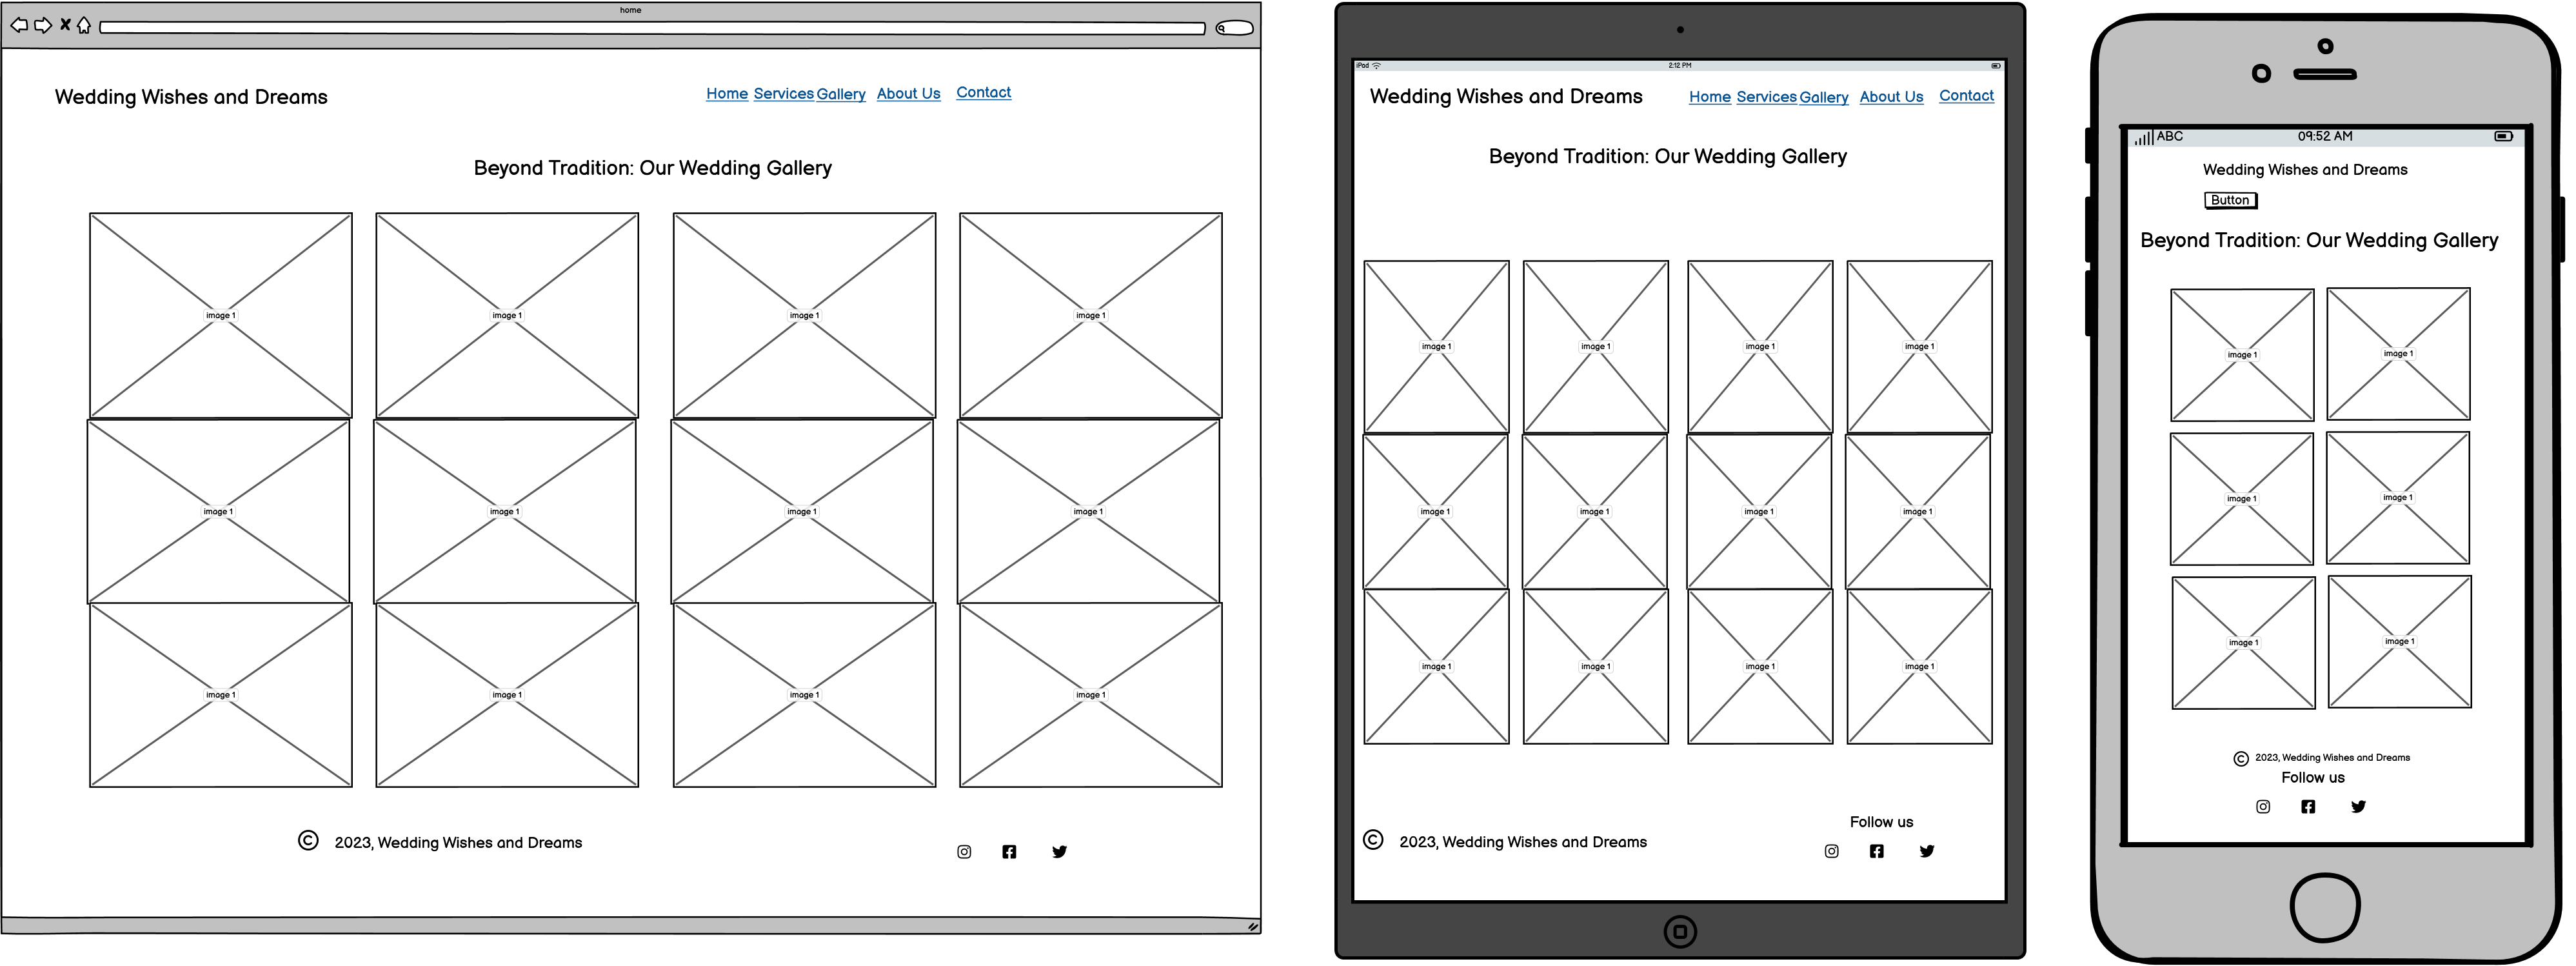 home
Wedding Wishes and Dreams
Home Services Gallery About Us Contact
Beyond Tradition: Our Wedding Gallery
image 1 image 1 image 1 image 1
image 1 image 1 image 1 image 1
image 1 image 1 image 1 image 1
© 2023, Wedding Wishes and Dreams
iPad 2:12 PM
Wedding Wishes and Dreams Home Services Gallery About Us Contact
Beyond Tradition: Our Wedding Gallery
image 1 image 1 image 1 image 1
image 1 image 1 image 1 image 1
image 1 image 1 image 1 image 1
Follow us
© 2023, Wedding Wishes and Dreams
ABC 09:52 AM
Wedding Wishes and Dreams
Button
Beyond Tradition: Our Wedding Gallery
image 1 image 1
image 1 image 1
image 1 image 1
© 2023, Wedding Wishes and Dreams
Follow us